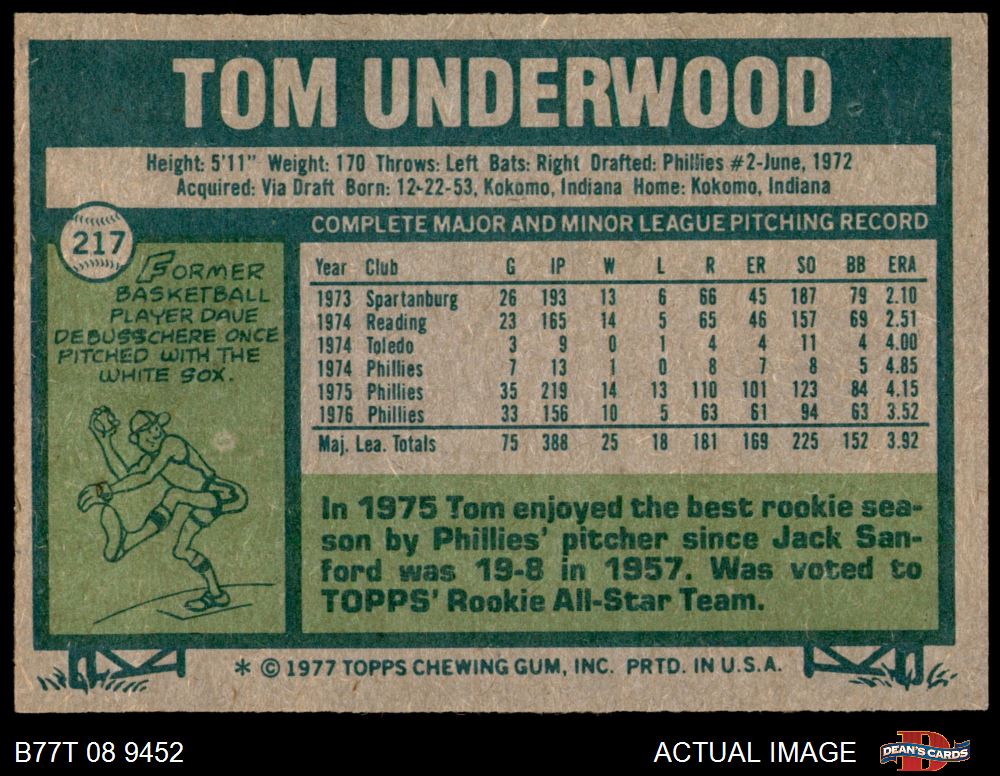 TOM UNDERWOOD
Height: 5'11" Weight: 170 Throws: Left Bats: Right Drafted: Phillies #2-June, 1972
Acquired: Via Draft Born: 12-22-53, Kokomo, Indiana Home: Kokomo, Indiana
217
FORMER
BASKETBALL
PLAYER DAVE
DEBUSSCHERE ONCE
PITCHED WITH THE
WHITE SOX.
COMPLETE MAJOR AND MINOR LEAGUE PITCHING RECORD
Year Club G IP W L R ER SO BB ERA
1973 Spartanburg 26 193 13 6 66 45 187 79 2.10
1974 Reading 23 165 14 5 65 46 157 69 2.51
1974 Toledo 3 9 0 1 4 4 11 4 4.00
1974 Phillies 7 13 1 0 8 7 8 5 4.85
1975 Phillies 35 219 14 13 110 101 123 84 4.15
1976 Phillies 33 156 10 5 63 61 94 63 3.52
Maj. Lea. Totals 75 388 25 18 181 169 225 152 3.92
In 1975 Tom enjoyed the best rookie sea-
son by Phillies' pitcher since Jack San-
ford was 19-8 in 1957. Was voted to
TOPPS' Rookie All-Star Team.
* © 1977 TOPPS CHEWING GUM, INC. PRTD. IN U.S.A.
B77T 08 9452
ACTUAL IMAGE
DEAN'S CARDS